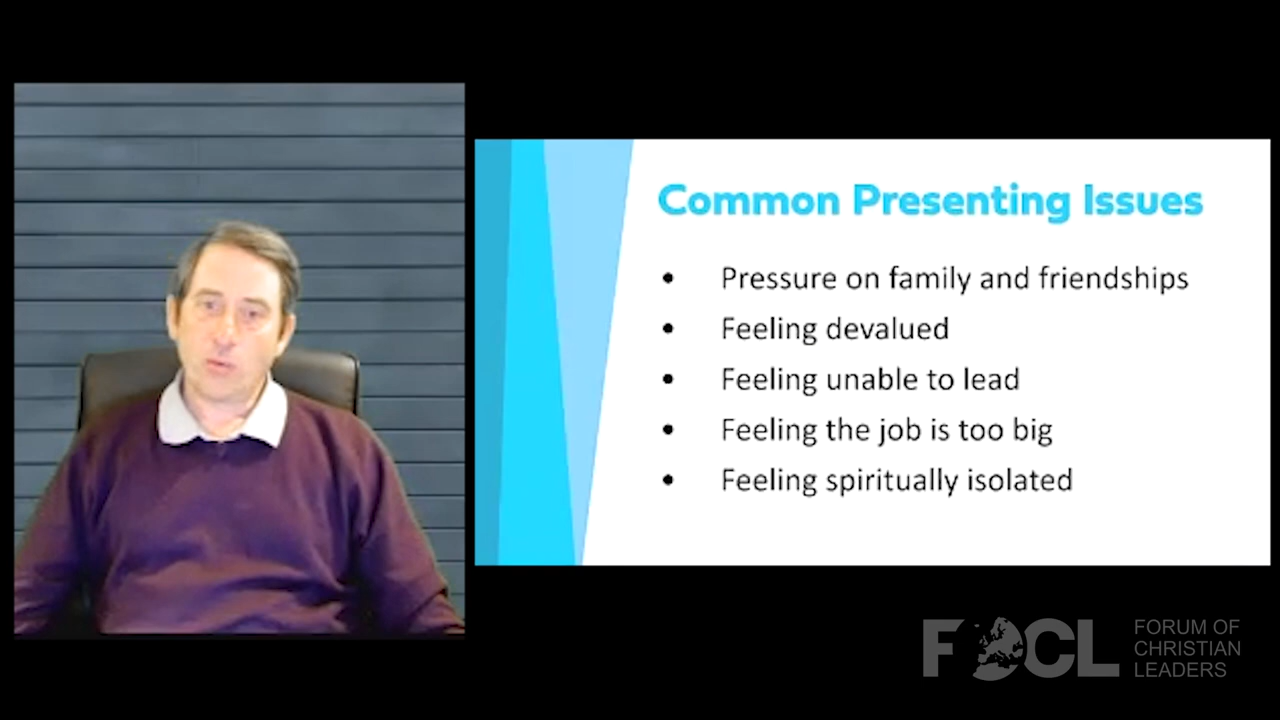 Common Presenting Issues
• Pressure on family and friendships
• Feeling devalued
• Feeling unable to lead
• Feeling the job is too big
• Feeling spiritually isolated
FOCL
FORUM OF
CHRISTIAN
LEADERS